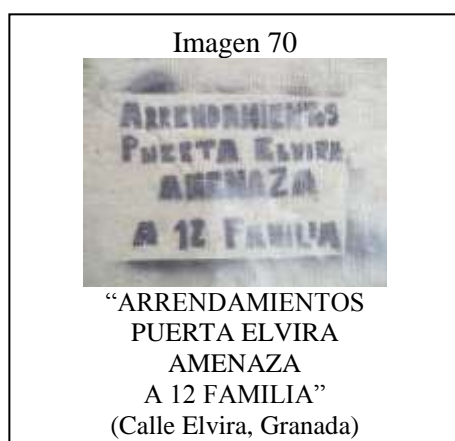 Imagen 70
ARRENDAMIENTOS
PUERTA ELVIRA
AMENAZA
A 12 FAMILIA
“ARRENDAMIENTOS
PUERTA ELVIRA
AMENAZA
A 12 FAMILIA”
(Calle Elvira, Granada)